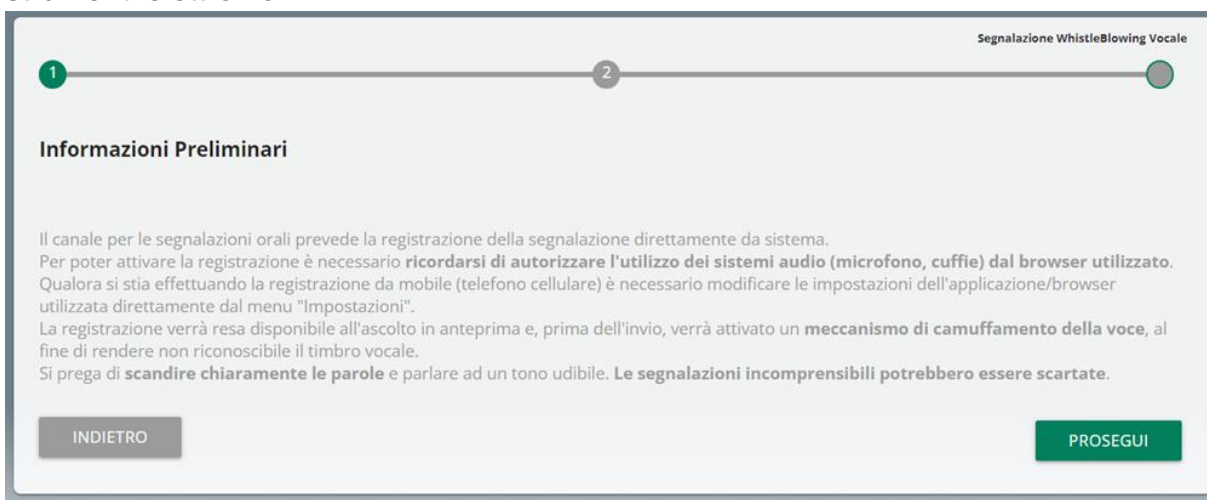 Segnalazione WhistleBlowing Vocale
1
2
Informazioni Preliminari
Il canale per le segnalazioni orali prevede la registrazione della segnalazione direttamente da sistema.
Per poter attivare la registrazione è necessario ricordarsi di autorizzare l'utilizzo dei sistemi audio (microfono, cuffie) dal browser utilizzato.
Qualora si stia effettuando la registrazione da mobile (telefono cellulare) è necessario modificare le impostazioni dell'applicazione/browser
utilizzata direttamente dal menu "Impostazioni".
La registrazione verrà resa disponibile all'ascolto in anteprima e, prima dell'invio, verrà attivato un meccanismo di camuffamento della voce, al
fine di rendere non riconoscibile il timbro vocale.
Si prega di scandire chiaramente le parole e parlare ad un tono udibile. Le segnalazioni incomprensibili potrebbero essere scartate.
INDIETRO
PROSEGUI